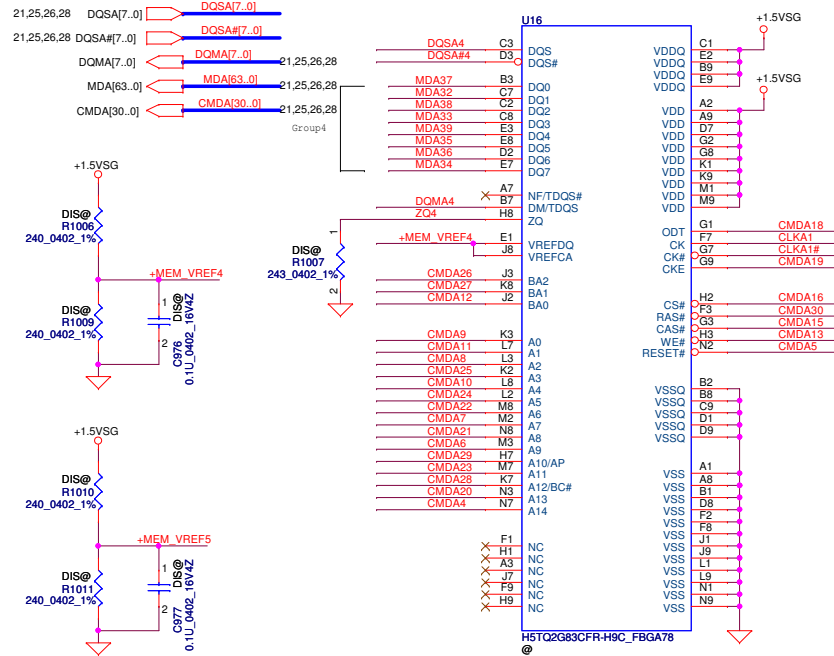 21,25,26,28 DQSA[7..0] DQSA[7..0]
21,25,26,28 DQSA#[7..0] DQSA#[7..0]
DQMA[7..0] DQMA[7..0] 21,25,26,28
MDA[63..0] MDA[63..0] 21,25,26,28
CMDA[30..0] CMDA[30..0] 21,25,26,28
Group4
+1.5VSG
DIS@
R1006
240_0402_1%
+MEM_VREF4
DIS@
R1009
240_0402_1%
1
2
DIS@
C976
0.1U_0402_16V4Z
+1.5VSG
DIS@
R1010
240_0402_1%
+MEM_VREF5
DIS@
R1011
240_0402_1%
1
2
DIS@
C977
0.1U_0402_16V4Z
1
DIS@
R1007
243_0402_1%
2
U16
DQSA4 C3 DQS
DQSA#4 D3 DQS#
MDA37 B3 DQ0
MDA32 C7 DQ1
MDA38 C2 DQ2
MDA33 C8 DQ3
MDA39 E3 DQ4
MDA35 E8 DQ5
MDA36 D2 DQ6
MDA34 E7 DQ7
A7 NF/TDQS#
DQMA4 B7 DM/TDQS
ZQ4 H8 ZQ
+MEM_VREF4 E1 VREFDQ
J8 VREFCA
CMDA26 J3 BA2
CMDA27 K8 BA1
CMDA12 J2 BA0
CMDA9 K3 A0
CMDA11 L7 A1
CMDA8 L3 A2
CMDA25 K2 A3
CMDA10 L8 A4
CMDA24 L2 A5
CMDA22 M8 A6
CMDA7 M2 A7
CMDA21 N8 A8
CMDA6 M3 A9
CMDA29 H7 A10/AP
CMDA23 M7 A11
CMDA28 K7 A12/BC#
CMDA20 N3 A13
CMDA4 N7 A14
F1 NC
H1 NC
A3 NC
J7 NC
F9 NC
H9 NC
+1.5VSG
VDDQ C1
VDDQ E2
VDDQ B9
VDDQ E9
+1.5VSG
VDD A2
VDD A9
VDD D7
VDD G2
VDD G8
VDD K1
VDD K9
VDD M1
VDD M9
ODT G1 CMDA18
CK F7 CLKA1
CK# G7 CLKA1#
CKE G9 CMDA19
CS# H2 CMDA16
RAS# F3 CMDA30
CAS# G3 CMDA15
WE# H3 CMDA13
RESET# N2 CMDA5
VSSQ B2
VSSQ B8
VSSQ C9
VSSQ D1
VSSQ D9
VSS A1
VSS A8
VSS B1
VSS D8
VSS F2
VSS F8
VSS J1
VSS J9
VSS L1
VSS L9
VSS N1
VSS N9
H5TQ2G83CFR-H9C_FBGA78
@